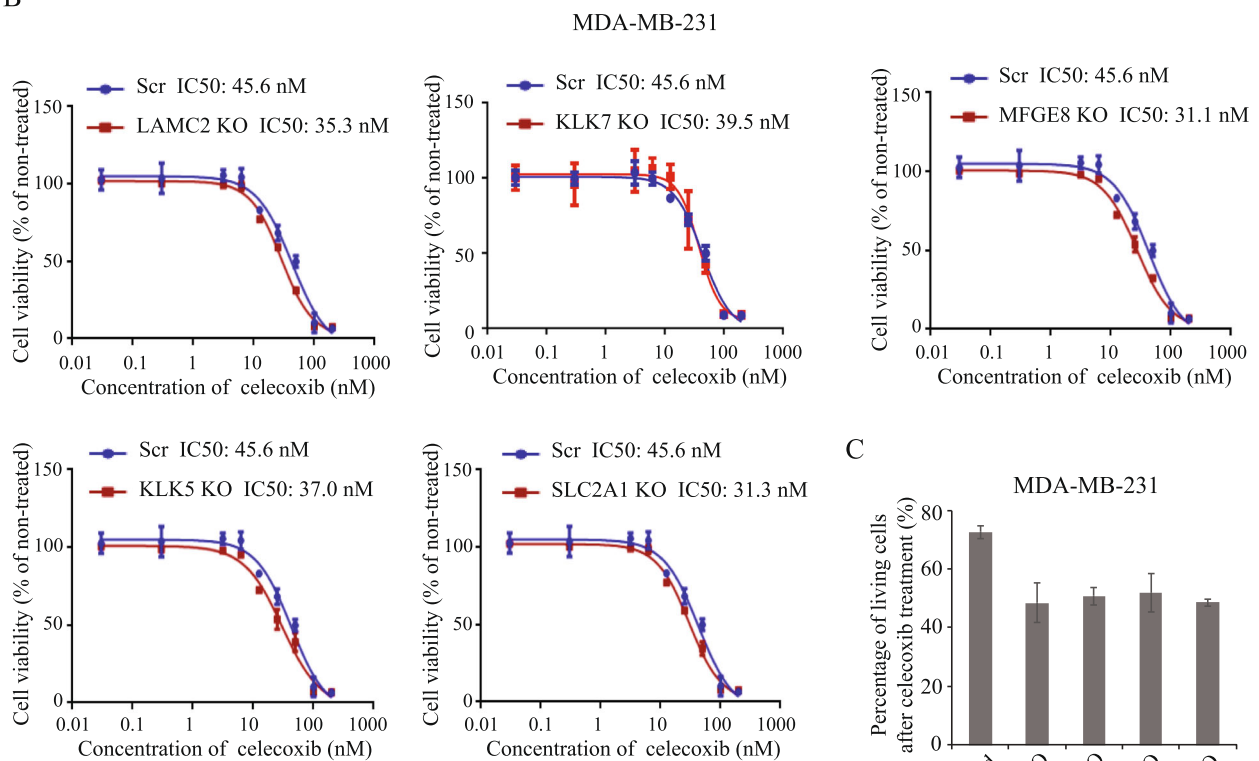 B
MDA-MB-231
Scr IC50: 45.6 nM
LAMC2 KO IC50: 35.3 nM
Cell viability (% of non-treated)
150
100
50
0
0.01 0.1 1 10 100 1000
Concentration of celecoxib (nM)
Scr IC50: 45.6 nM
KLK7 KO IC50: 39.5 nM
Cell viability (% of non-treated)
150
100
50
0
0.01 0.1 1 10 100 1000
Concentration of celecoxib (nM)
Scr IC50: 45.6 nM
MFGE8 KO IC50: 31.1 nM
Cell viability (% of non-treated)
150
100
50
0
0.01 0.1 1 10 100 1000
Concentration of celecoxib (nM)
Scr IC50: 45.6 nM
KLK5 KO IC50: 37.0 nM
Cell viability (% of non-treated)
150
100
50
0
0.01 0.1 1 10 100 1000
Concentration of celecoxib (nM)
Scr IC50: 45.6 nM
SLC2A1 KO IC50: 31.3 nM
Cell viability (% of non-treated)
150
100
50
0
0.01 0.1 1 10 100 1000
Concentration of celecoxib (nM)
C
MDA-MB-231
Percentage of living cells
after celecoxib treatment (%)
80
60
40
20
0